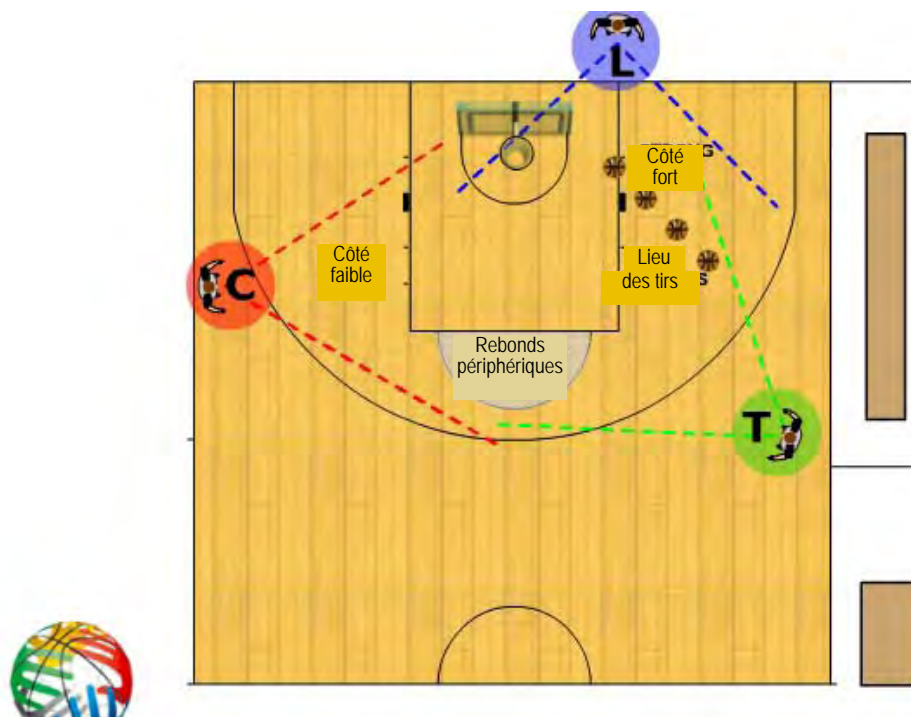 L
Côté
fort
C
Côté
faible
Lieu
des tirs
Rebonds
périphériques
T